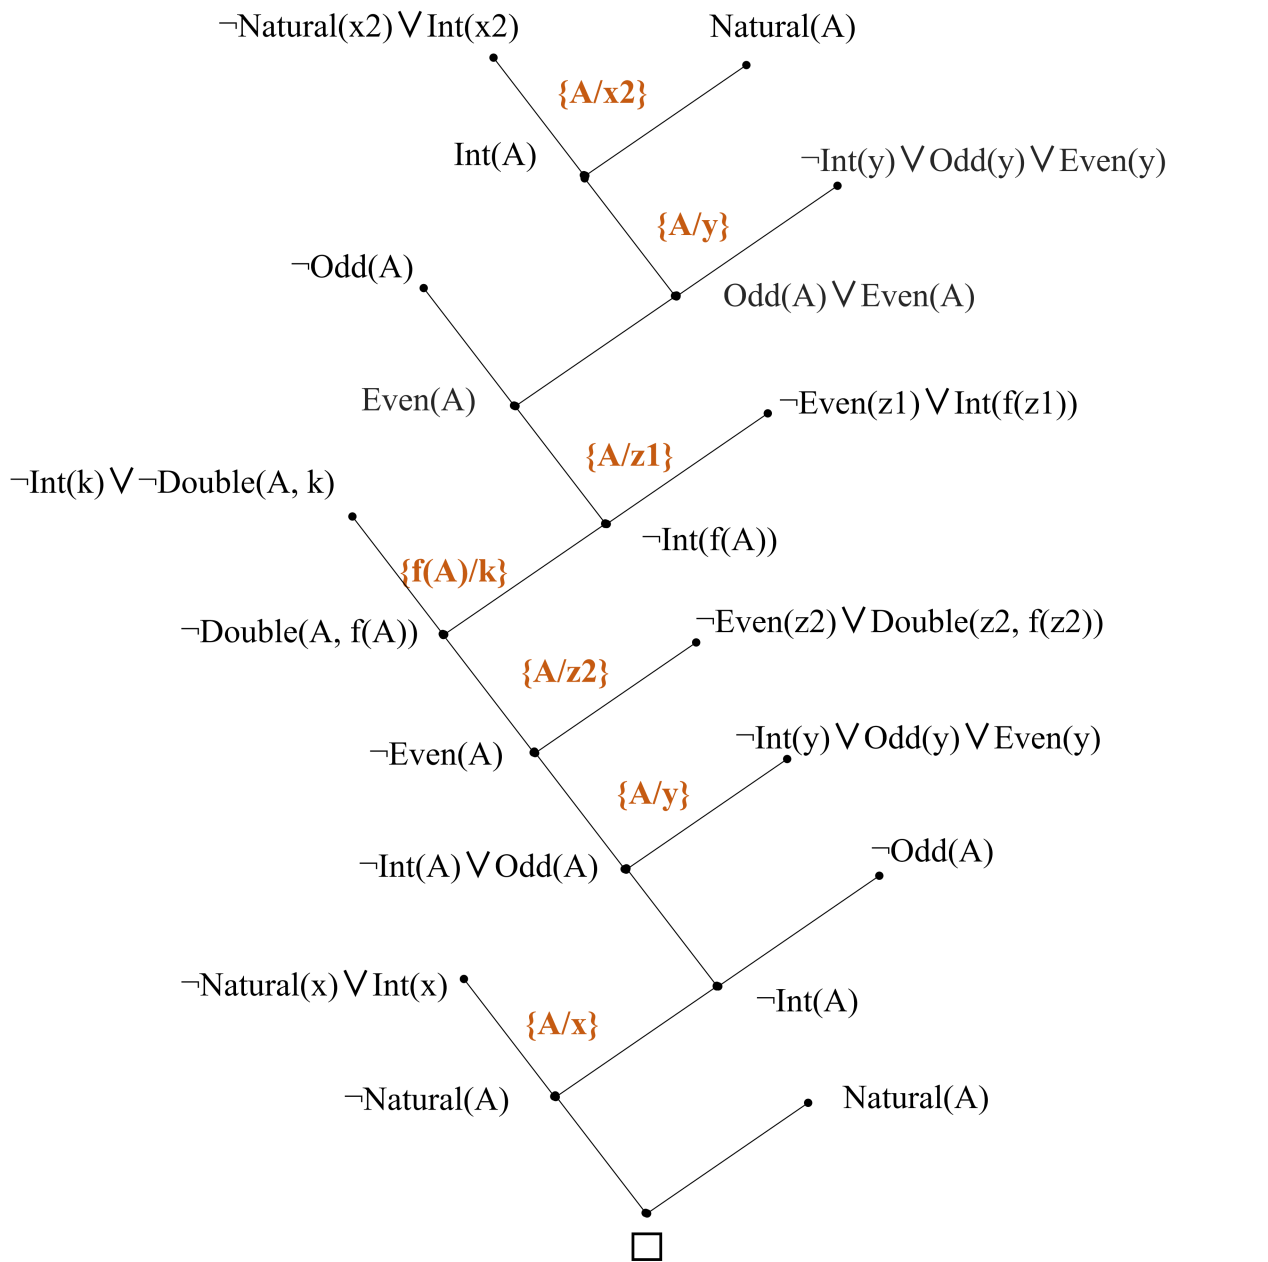 ¬Natural(x2)∨Int(x2)
Natural(A)
{A/x2}
Int(A)
¬Int(y)∨Odd(y)∨Even(y)
{A/y}
¬Odd(A)
Odd(A)∨Even(A)
Even(A)
¬Even(z1)∨Int(f(z1))
{A/z1}
¬Int(k)∨¬Double(A, k)
¬Int(f(A))
{f(A)/k}
¬Double(A, f(A))
¬Even(z2)∨Double(z2, f(z2))
{A/z2}
¬Even(A)
¬Int(y)∨Odd(y)∨Even(y)
{A/y}
¬Int(A)∨Odd(A)
¬Odd(A)
¬Natural(x)∨Int(x)
¬Int(A)
{A/x}
¬Natural(A)
Natural(A)